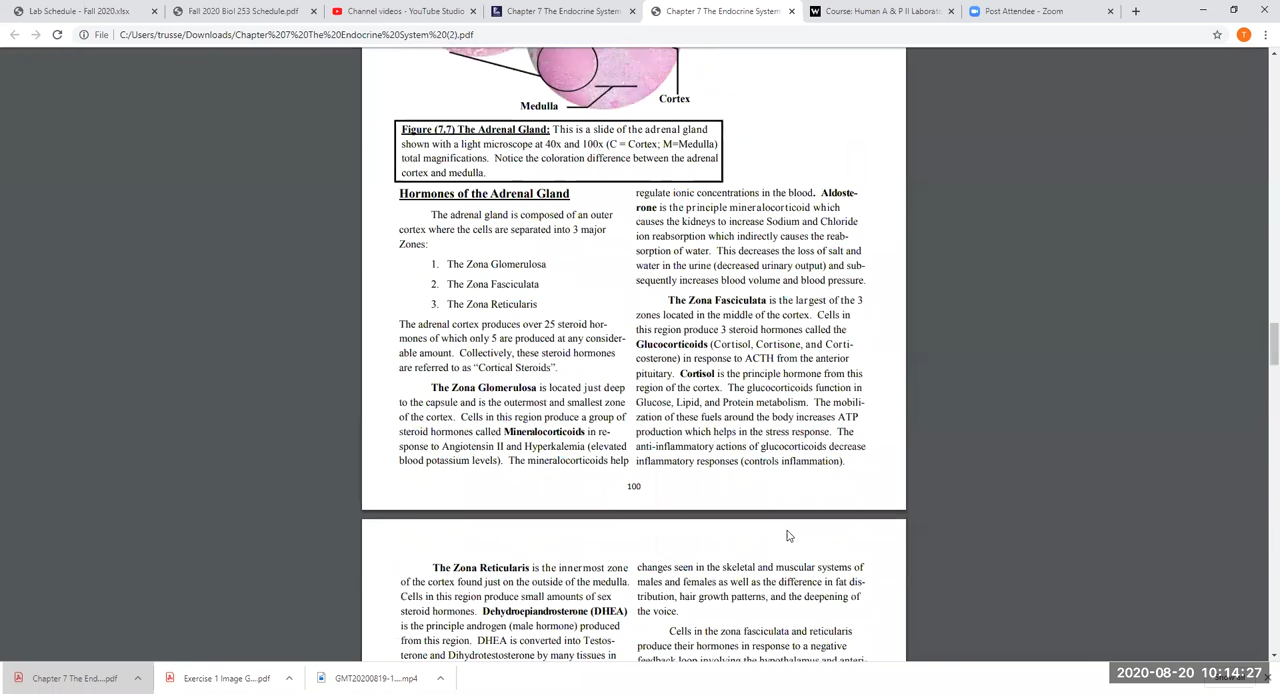 Lab Schedule - Fall 2020.xlsx
Fall 2020 Biol 253 Schedule.pdf
Channel videos - YouTube Studio
Chapter 7 The Endocrine System
Chapter 7 The Endocrine System
Course: Human A & P II Laborato
Post Attendee - Zoom
File
C:/Users/trusse/Downloads/Chapter%207%20The%20Endocrine%20System%20(2).pdf
T
Medulla
Cortex
Figure (7.7) The Adrenal Gland: This is a slide of the adrenal gland
shown with a light microscope at 40x and 100x (C = Cortex; M=Medulla)
total magnifications. Notice the coloration difference between the adrenal
cortex and medulla.
Hormones of the Adrenal Gland
The adrenal gland is composed of an outer
cortex where the cells are separated into 3 major
Zones:
1. The Zona Glomerulosa
2. The Zona Fasciculata
3. The Zona Reticularis
The adrenal cortex produces over 25 steroid hor-
mones of which only 5 are produced at any consider-
able amount. Collectively, these steroid hormones
are referred to as “Cortical Steroids”.
The Zona Glomerulosa is located just deep
to the capsule and is the outermost and smallest zone
of the cortex. Cells in this region produce a group of
steroid hormones called Mineralocorticoids in re-
sponse to Angiotensin II and Hyperkalemia (elevated
blood potassium levels). The mineralocorticoids help
regulate ionic concentrations in the blood. Aldoste-
rone is the principle mineralocorticoid which
causes the kidneys to increase Sodium and Chloride
ion reabsorption which indirectly causes the reab-
sorption of water. This decreases the loss of salt and
water in the urine (decreased urinary output) and sub-
sequently increases blood volume and blood pressure.
The Zona Fasciculata is the largest of the 3
zones located in the middle of the cortex. Cells in
this region produce 3 steroid hormones called the
Glucocorticoids (Cortisol, Cortisone, and Corti-
costerone) in response to ACTH from the anterior
pituitary. Cortisol is the principle hormone from this
region of the cortex. The glucocorticoids function in
Glucose, Lipid, and Protein metabolism. The mobili-
zation of these fuels around the body increases ATP
production which helps in the stress response. The
anti-inflammatory actions of glucocorticoids decrease
inflammatory responses (controls inflammation).
100
The Zona Reticularis is the innermost zone
of the cortex found just on the outside of the medulla.
Cells in this region produce small amounts of sex
steroid hormones. Dehydroepiandrosterone (DHEA)
is the principle androgen (male hormone) produced
from this region. DHEA is converted into Testos-
terone and Dihydrotestosterone by many tissues in
changes seen in the skeletal and muscular systems of
males and females as well as the difference in fat dis-
tribution, hair growth patterns, and the deepening of
the voice.
Cells in the zona fasciculata and reticularis
produce their hormones in response to a negative
feedback loop involving the hypothalamus and anteri-
Chapter 7 The End....pdf
Exercise 1 Image G....pdf
GMT20200819-1....mp4
2020-08-20 10:14:27